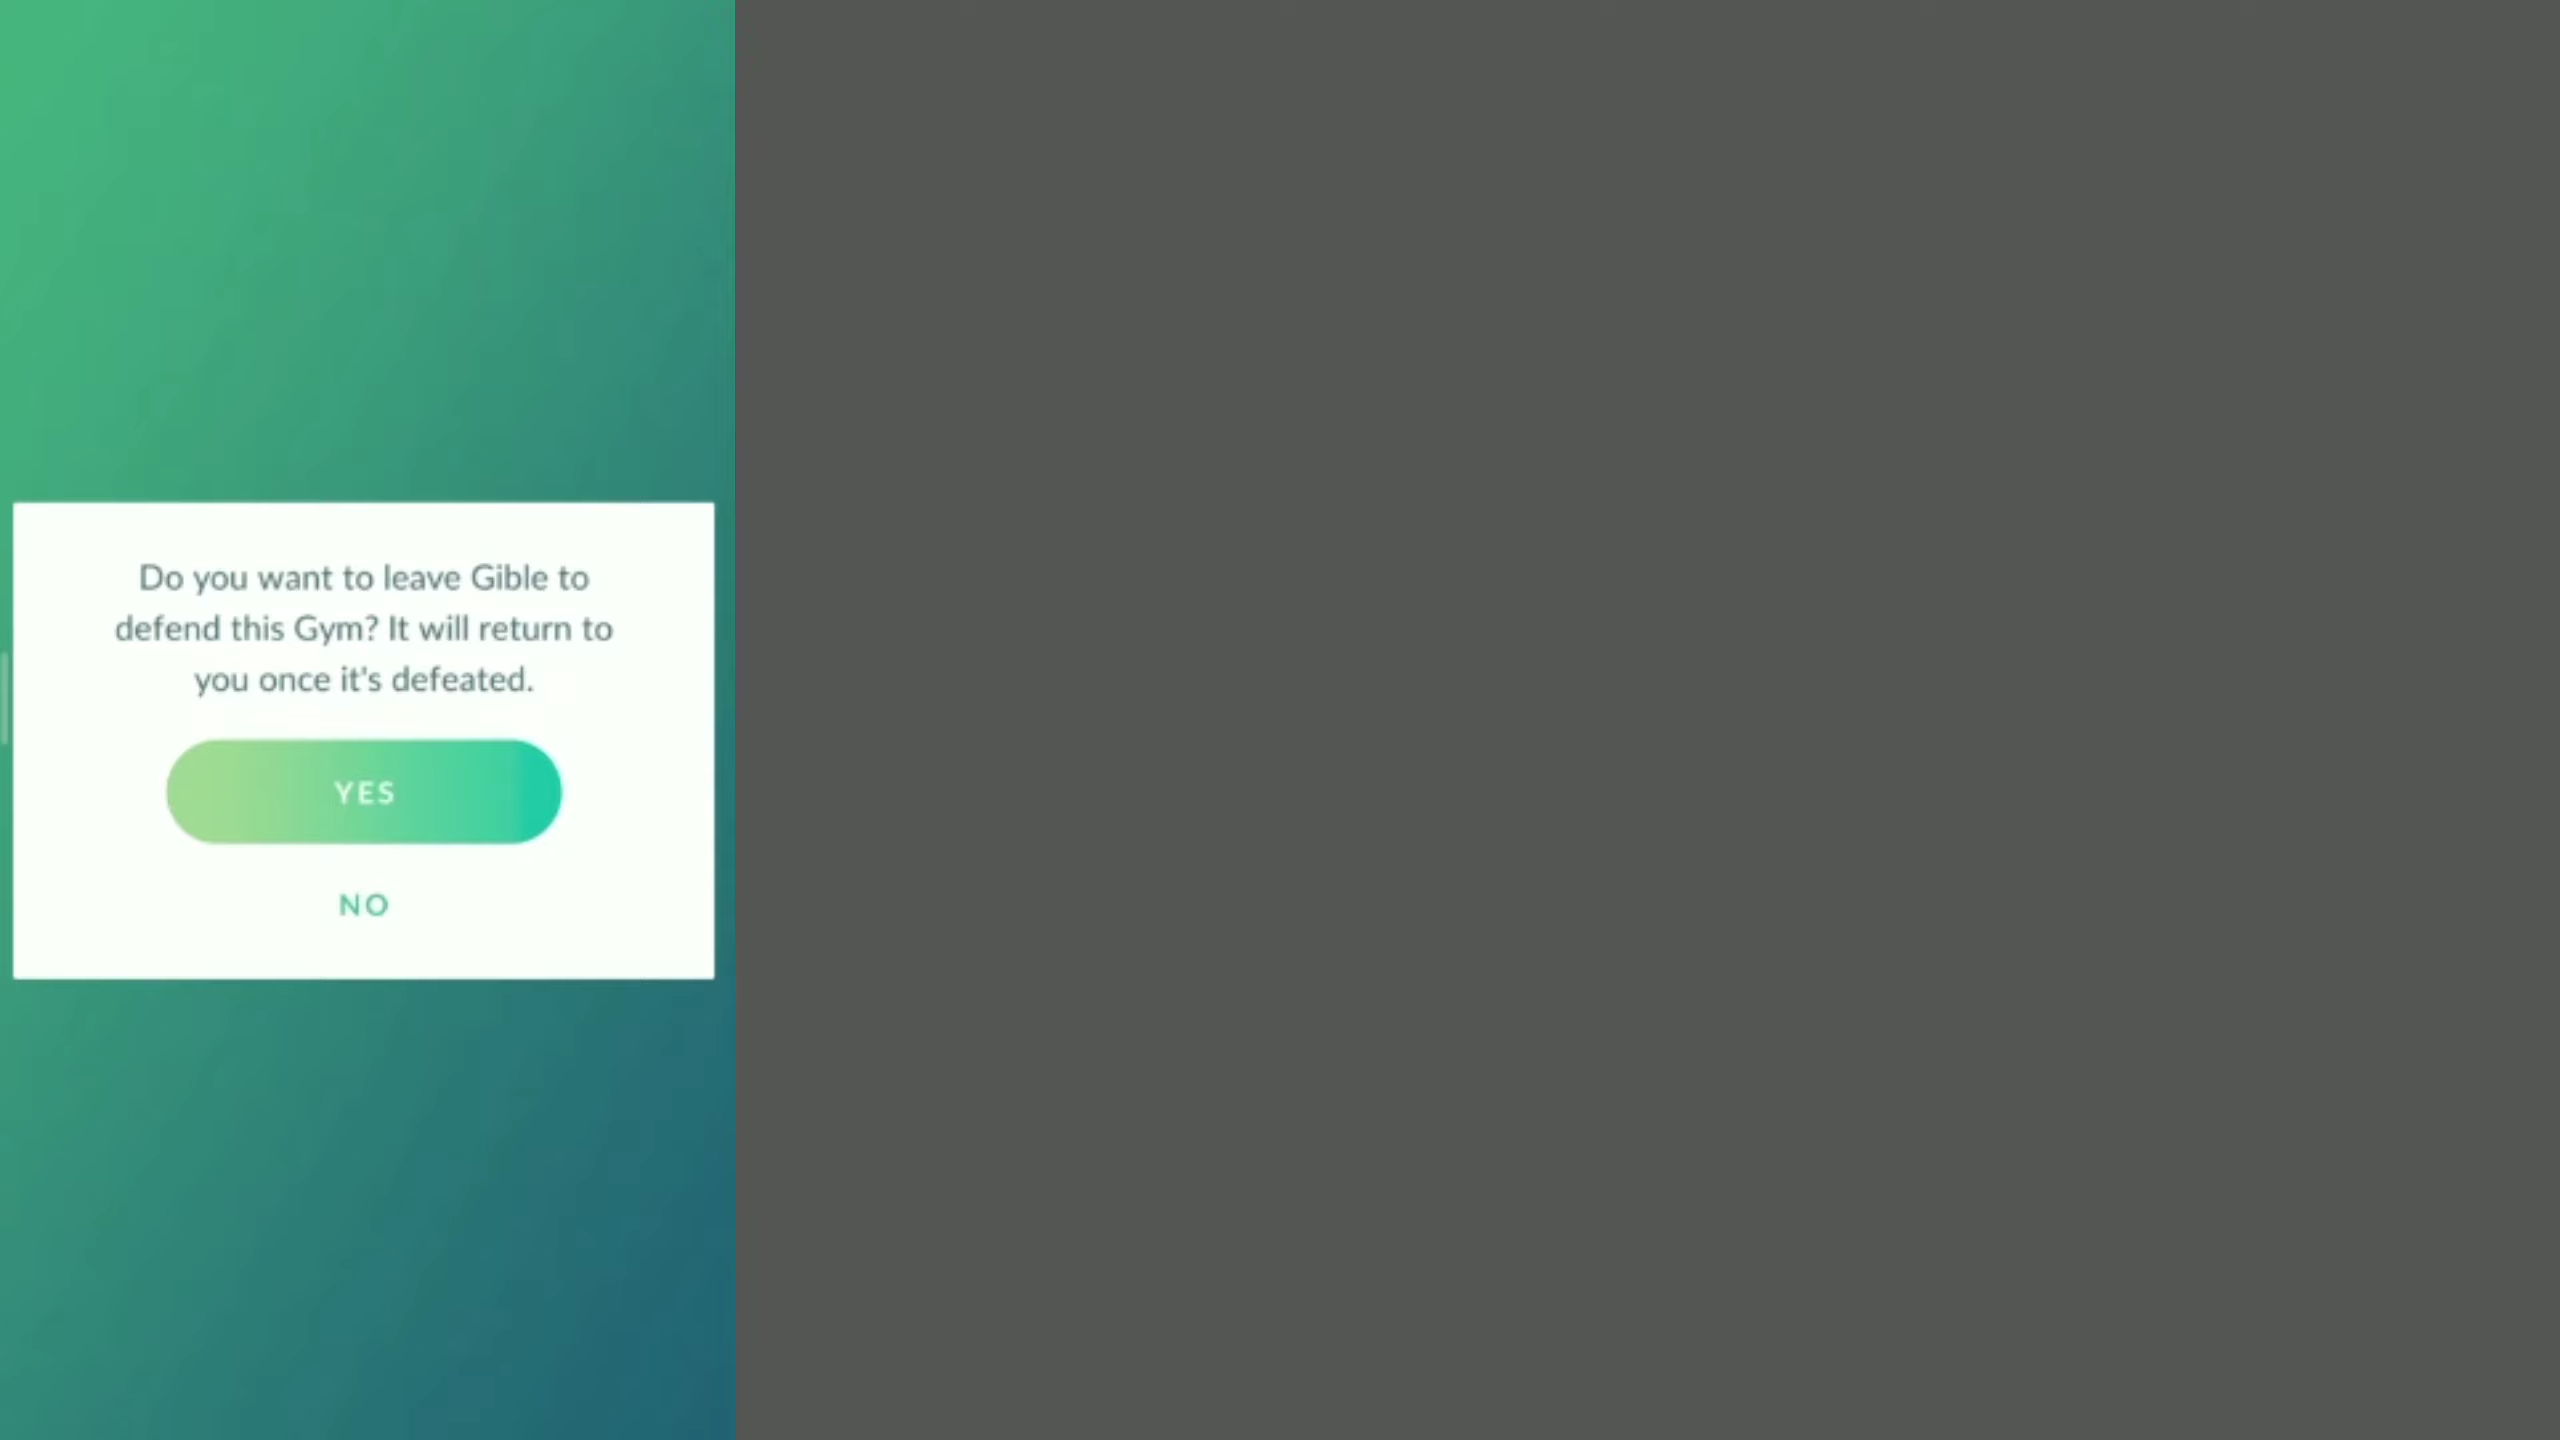 Do you want to leave Gible to
defend this Gym? It will return to
you once it's defeated.
YES
NO